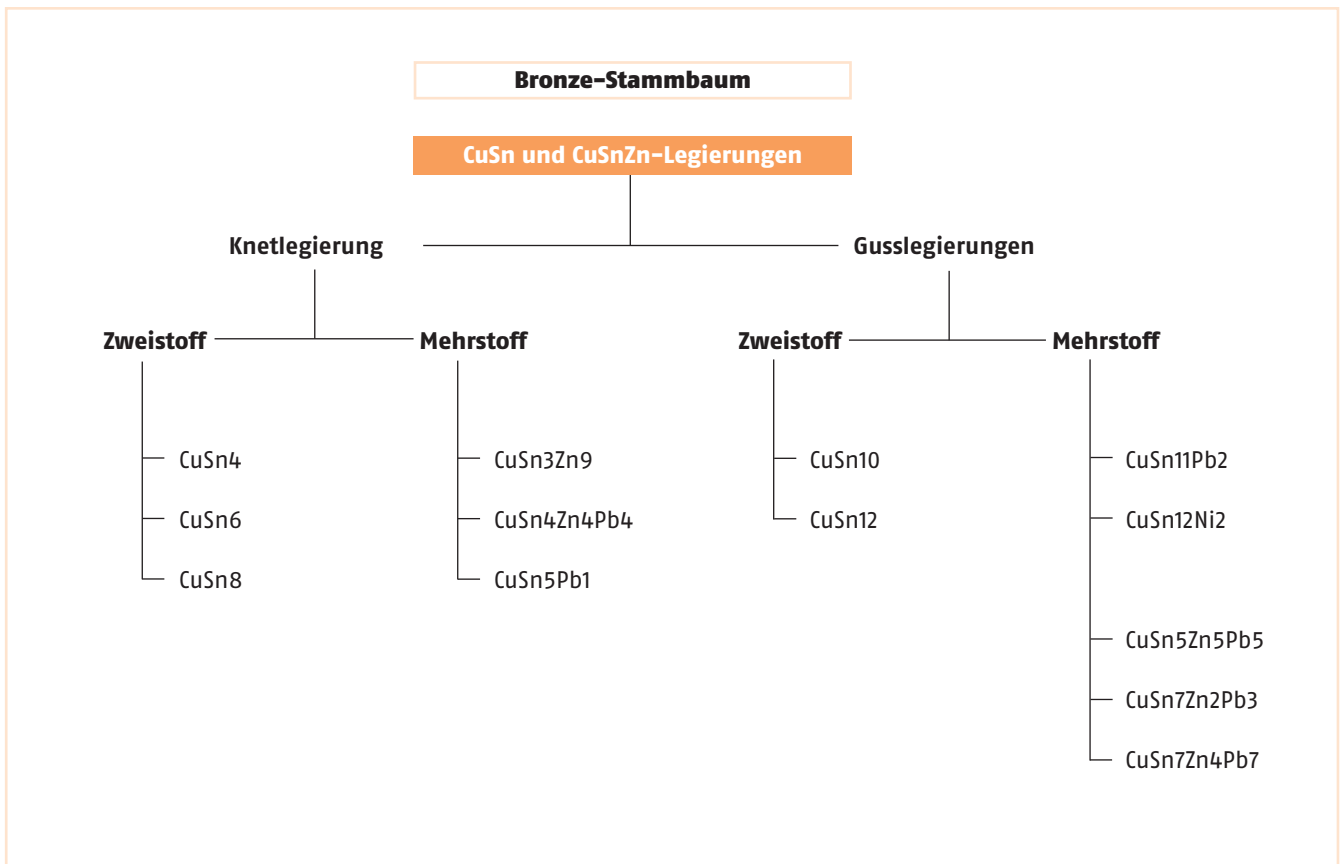 Bronze-Stammbaum
CuSn und CuSnZn-Legierungen
Knetlegierung
Gusslegierungen
Zweistoff
Mehrstoff
Zweistoff
Mehrstoff
CuSn4
CuSn6
CuSn8
CuSn3Zn9
CuSn4Zn4Pb4
CuSn5Pb1
CuSn10
CuSn12
CuSn11Pb2
CuSn12Ni2
CuSn5Zn5Pb5
CuSn7Zn2Pb3
CuSn7Zn4Pb7